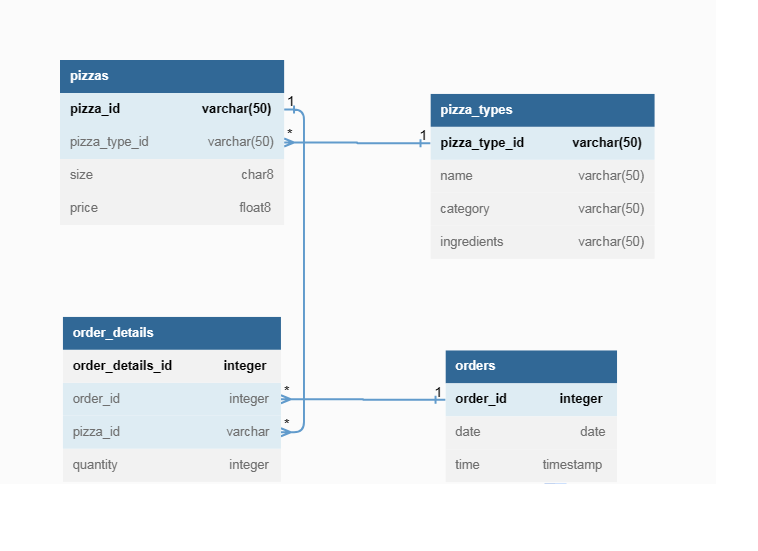 pizzas
pizza_id varchar(50) 1
pizza_type_id varchar(50) *
size char8
price float8
pizza_types
1 pizza_type_id varchar(50)
name varchar(50)
category varchar(50)
ingredients varchar(50)
order_details
order_details_id integer
order_id integer *
pizza_id varchar *
quantity integer
orders
1 order_id integer
date date
time timestamp